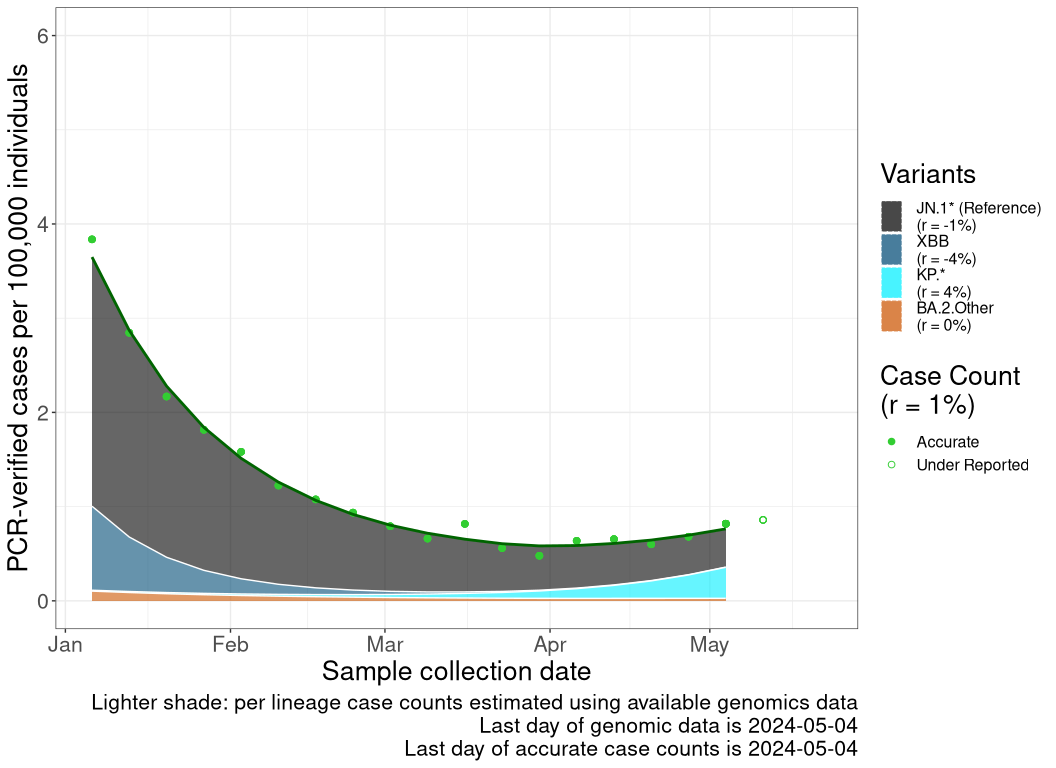 PCR-verified cases per 100,000 individuals
6
4
2
0
Jan Feb Mar Apr May
Sample collection date
Lighter shade: per lineage case counts estimated using available genomics data
Last day of genomic data is 2024-05-04
Last day of accurate case counts is 2024-05-04
Variants
JN.1* (Reference)
(r = -1%)
XBB
(r = -4%)
KP.*
(r = 4%)
BA.2.Other
(r = 0%)
Case Count
(r = 1%)
Accurate
Under Reported